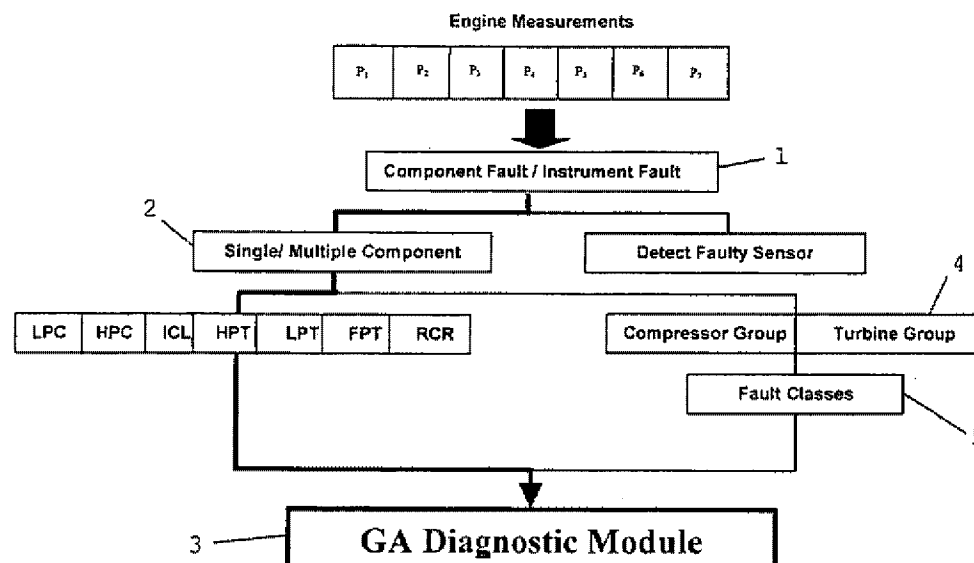 Engine Measurements
P1 P2 P3 P4 P5 P6 P7
Component Fault / Instrument Fault
1
2
Single/ Multiple Component
Detect Faulty Sensor
4
LPC HPC ICL HPT LPT FPT RCR
Compressor Group Turbine Group
Fault Classes
5
3
GA Diagnostic Module